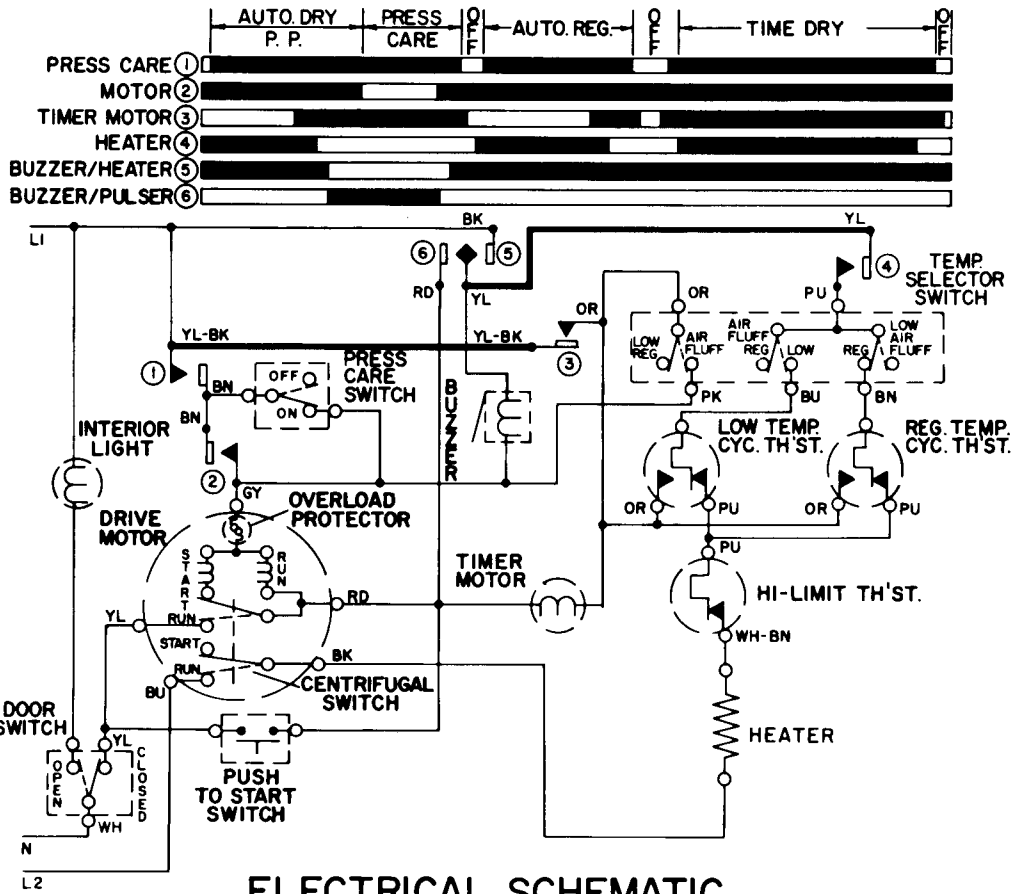 AUTO. DRY
P. P.
PRESS
CARE
OFF
AUTO. REG.
OFF
TIME DRY
OFF
PRESS CARE 1
MOTOR 2
TIMER MOTOR 3
HEATER 4
BUZZER/HEATER 5
BUZZER/PULSER 6
L1
BK
YL
6
5
4
TEMP.
SELECTOR
SWITCH
RD
YL
OR
OR
PU
YL-BK
YL-BK
3
LOW
REG
AIR
FLUFF
AIR
FLUFF
REG
LOW
REG
LOW
AIR
FLUFF
1
BN
OFF
ON
PRESS
CARE
SWITCH
BUZZER
PK
BU
BN
BN
INTERIOR
LIGHT
LOW TEMP.
CYC. TH'ST.
REG. TEMP.
CYC. TH'ST.
2
GY
OVERLOAD
PROTECTOR
OR
PU
OR
PU
DRIVE
MOTOR
START
RUN
TIMER
MOTOR
PU
HI-LIMIT TH'ST.
RD
YL
RUN
START
WH-BN
BK
RUN
BU
CENTRIFUGAL
SWITCH
DOOR
SWITCH
YL
OPEN
CLOSED
HEATER
PUSH
TO START
SWITCH
WH
N
L2
ELECTRICAL SCHEMATIC